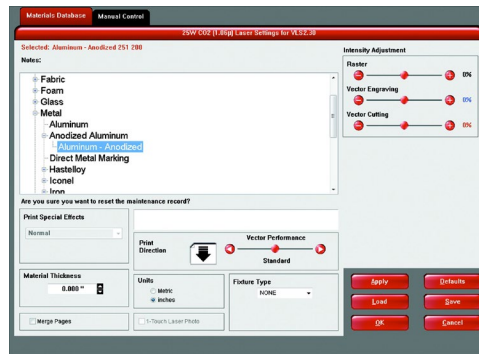 Materials Database Manual Control
25W CO2 [1.06µ] Laser Settings for VLS2.30
Selected: Aluminum - Anodized 251 200
Notes:
Fabric
Foam
Glass
Metal
Aluminum
Anodized Aluminum
Aluminum - Anodized
Direct Metal Marking
Hastelloy
Iconel
Iron
Intensity Adjustment
Raster
0%
Vector Engraving
0%
Vector Cutting
0%
Are you sure you want to reset the maintenance record?
Print Special Effects
Normal
Print
Direction
Vector Performance
Standard
Material Thickness
0.000 "
Units
Metric
inches
Fixture Type
NONE
Merge Pages
1-Touch Laser Photo
Apply Defaults
Load Save
OK Cancel